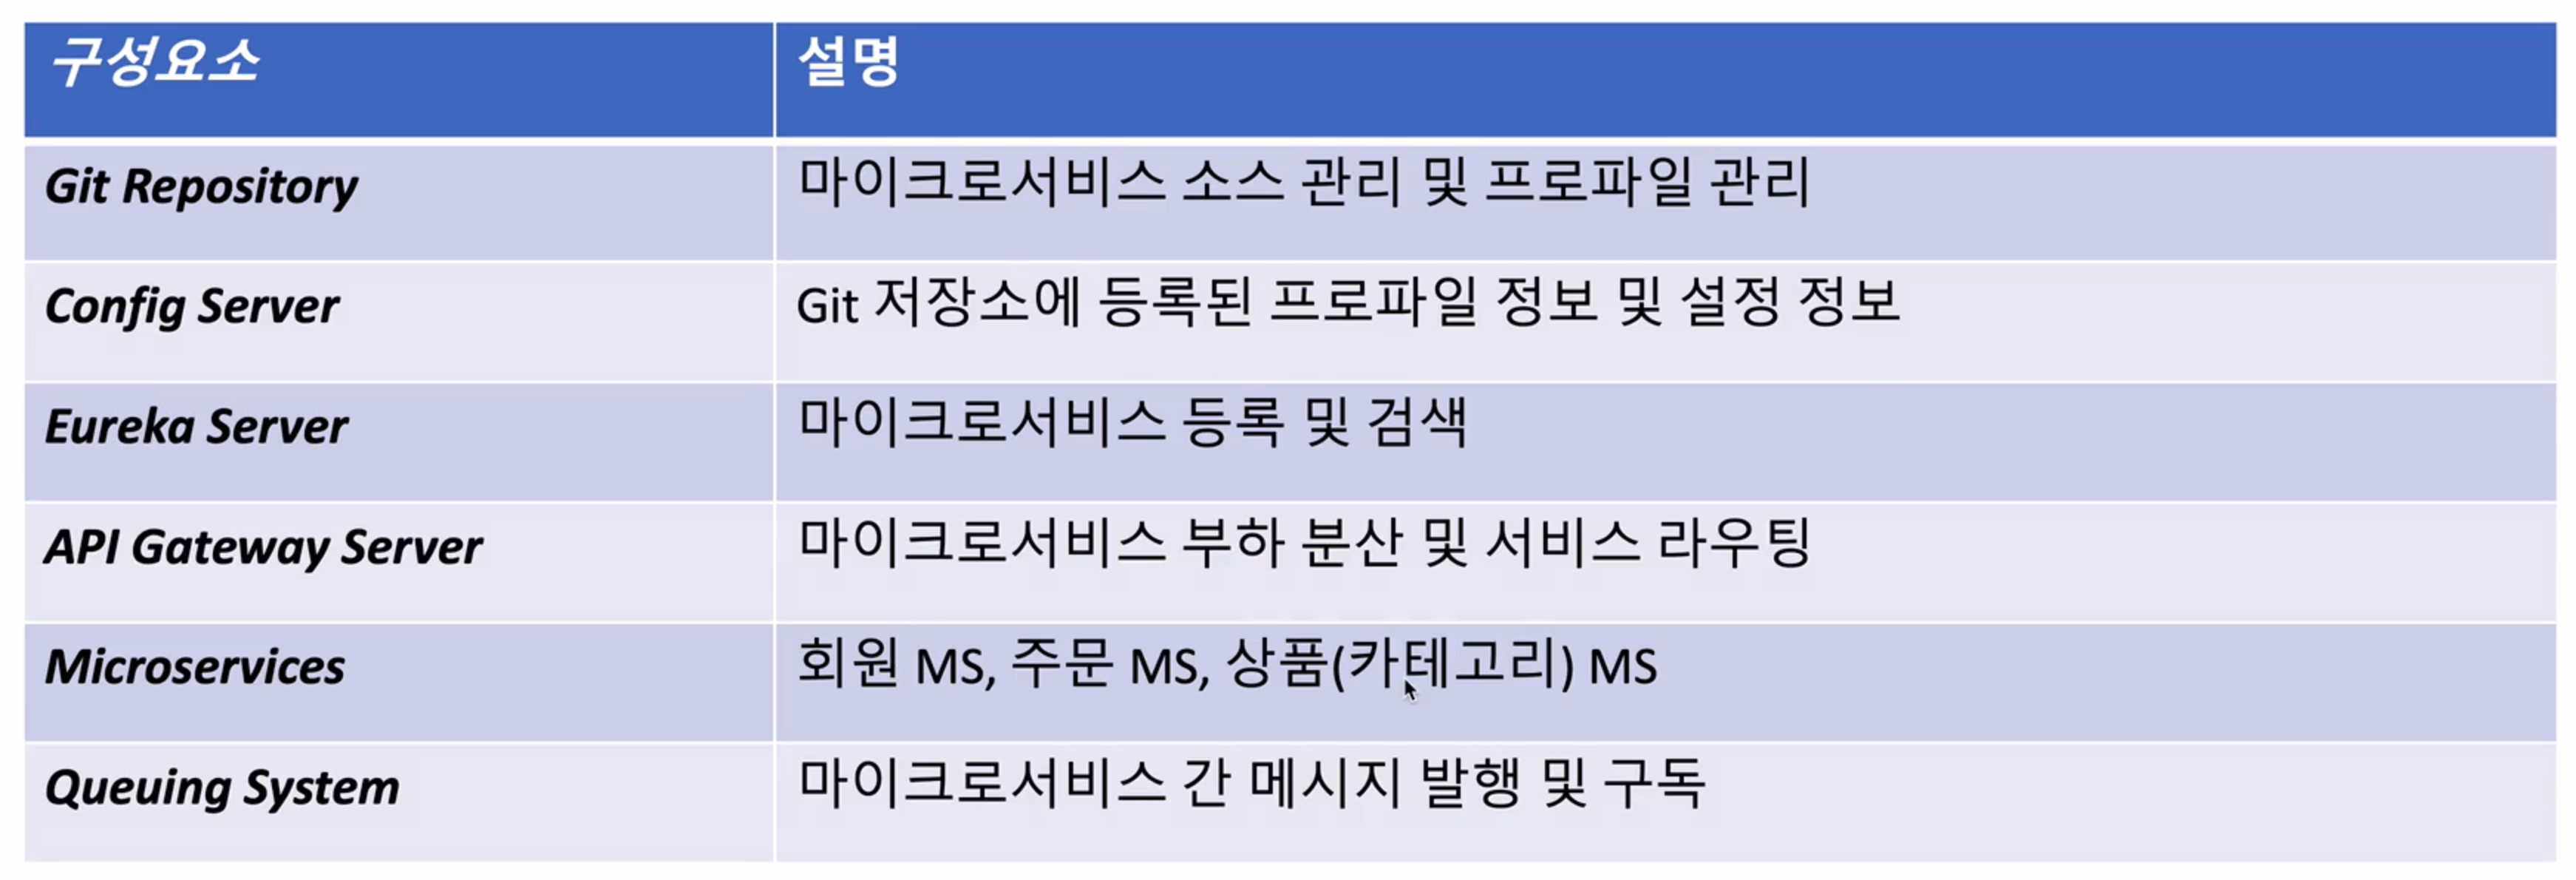 구성요소 설명
Git Repository 마이크로서비스 소스 관리 및 프로파일 관리
Config Server Git 저장소에 등록된 프로파일 정보 및 설정 정보
Eureka Server 마이크로서비스 등록 및 검색
API Gateway Server 마이크로서비스 부하 분산 및 서비스 라우팅
Microservices 회원 MS, 주문 MS, 상품(카테고리) MS
Queuing System 마이크로서비스 간 메시지 발행 및 구독